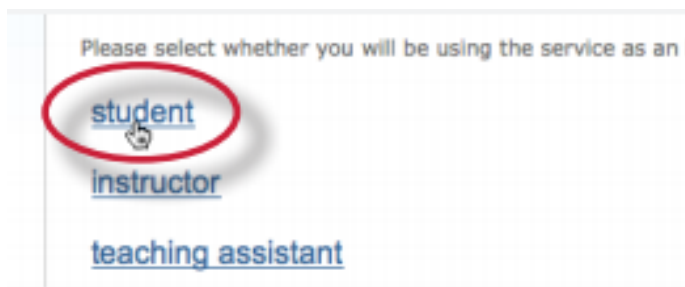 Please select whether you will be using the service as an
student
instructor
teaching assistant